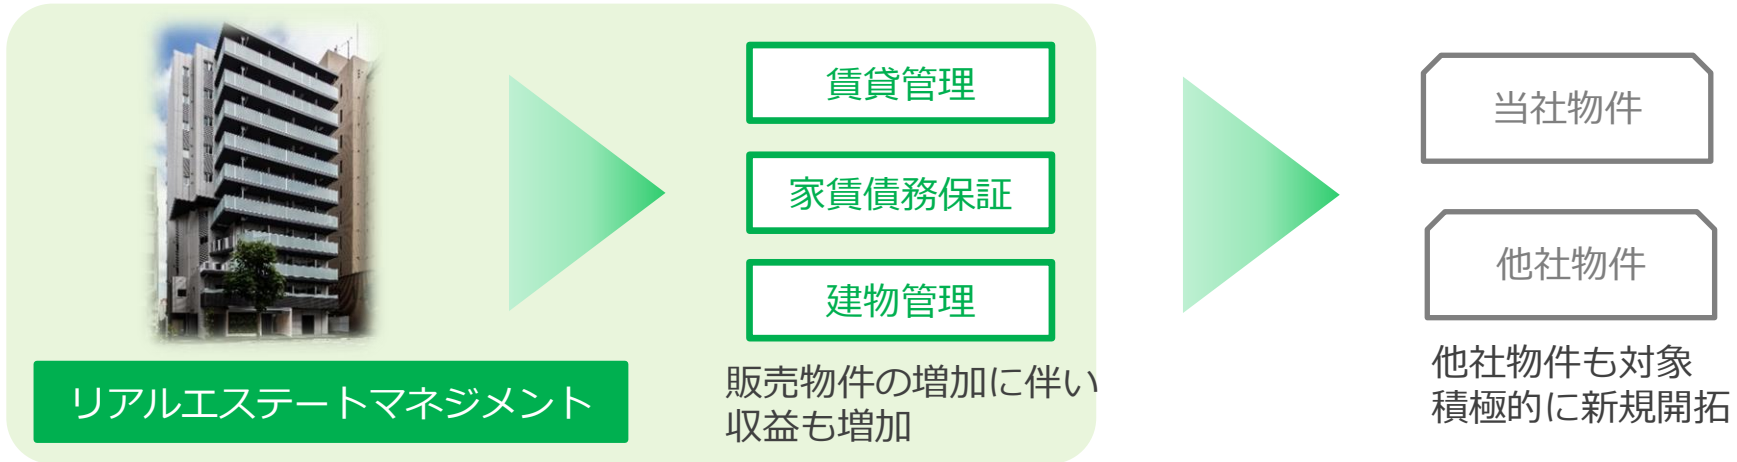 リアルエステートマネジメント
賃貸管理
家賃債務保証
建物管理
販売物件の増加に伴い
収益も増加
当社物件
他社物件
他社物件も対象
積極的に新規開拓